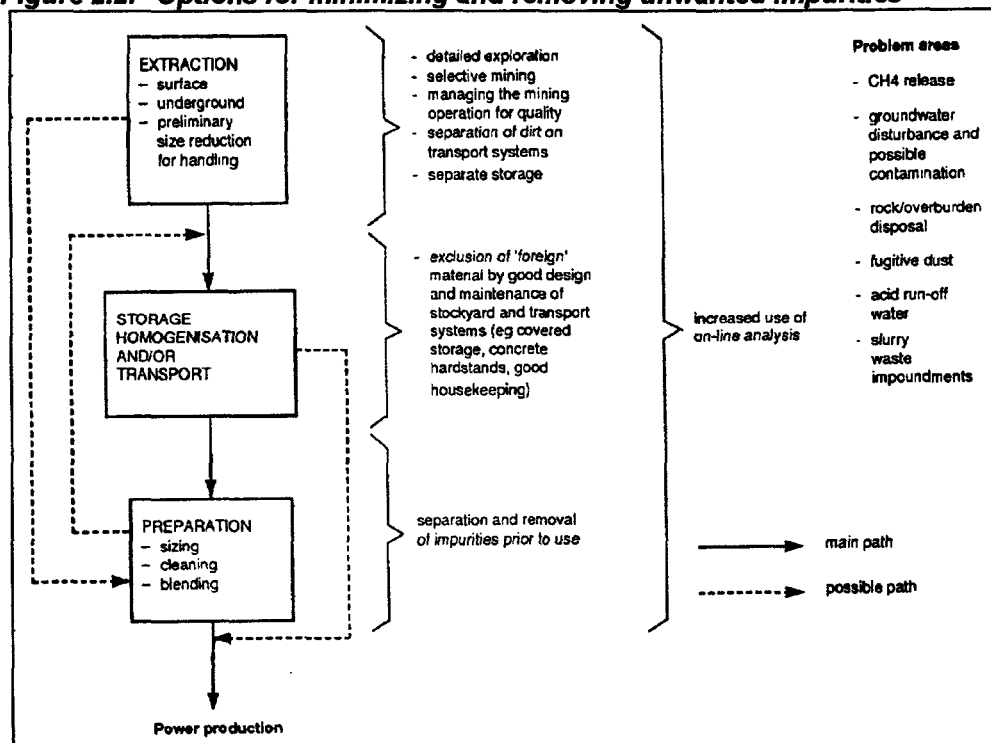 Figure 2.2. Options for minimizing and removing unwanted impurities
EXTRACTION
– surface
– underground
– preliminary
size reduction
for handling
- detailed exploration
- selective mining
- managing the mining
operation for quality
- separation of dirt on
transport systems
- separate storage
STORAGE
HOMOGENISATION
AND/OR
TRANSPORT
- exclusion of 'foreign'
material by good design
and maintenance of
stockyard and transport
systems (eg covered
storage, concrete
hardstands, good
housekeeping)
PREPARATION
– sizing
– cleaning
– blending
separation and removal
of impurities prior to use
Power production
increased use of
on-line analysis
Problem areas
- CH4 release
- groundwater
disturbance and
possible
contamination
- rock/overburden
disposal
- fugitive dust
- acid run-off
water
- slurry
waste
impoundments
main path
possible path